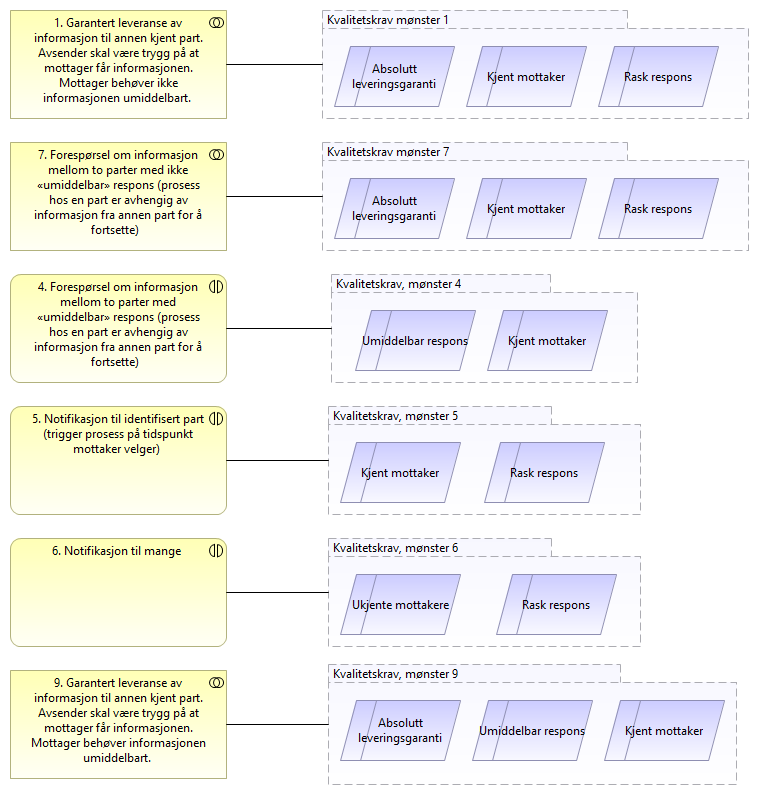 1. Garantert leveranse av
informasjon til annen kjent part.
Avsender skal være trygg på at
mottager får informasjonen.
Mottager behøver ikke
informasjonen umiddelbart.
Kvalitetskrav mønster 1
Absolutt
leveringsgaranti
Kjent mottaker
Rask respons
7. Forespørsel om informasjon
mellom to parter med ikke
«umiddelbar» respons (prosess
hos en part er avhengig av
informasjon fra annen part for å
fortsette)
Kvalitetskrav mønster 7
Absolutt
leveringsgaranti
Kjent mottaker
Rask respons
4. Forespørsel om informasjon
mellom to parter med
«umiddelbar» respons (prosess
hos en part er avhengig av
informasjon fra annen part for å
fortsette)
Kvalitetskrav, mønster 4
Umiddelbar respons
Kjent mottaker
5. Notifikasjon til identifisert part
(trigger prosess på tidspunkt
mottaker velger)
Kvalitetskrav, mønster 5
Kjent mottaker
Rask respons
6. Notifikasjon til mange
Kvalitetskrav, mønster 6
Ukjente mottakere
Rask respons
9. Garantert leveranse av
informasjon til annen kjent part.
Avsender skal være trygg på at
mottager får informasjonen.
Mottager behøver informasjonen
umiddelbart.
Kvalitetskrav, mønster 9
Absolutt
leveringsgaranti
Umiddelbar respons
Kjent mottaker